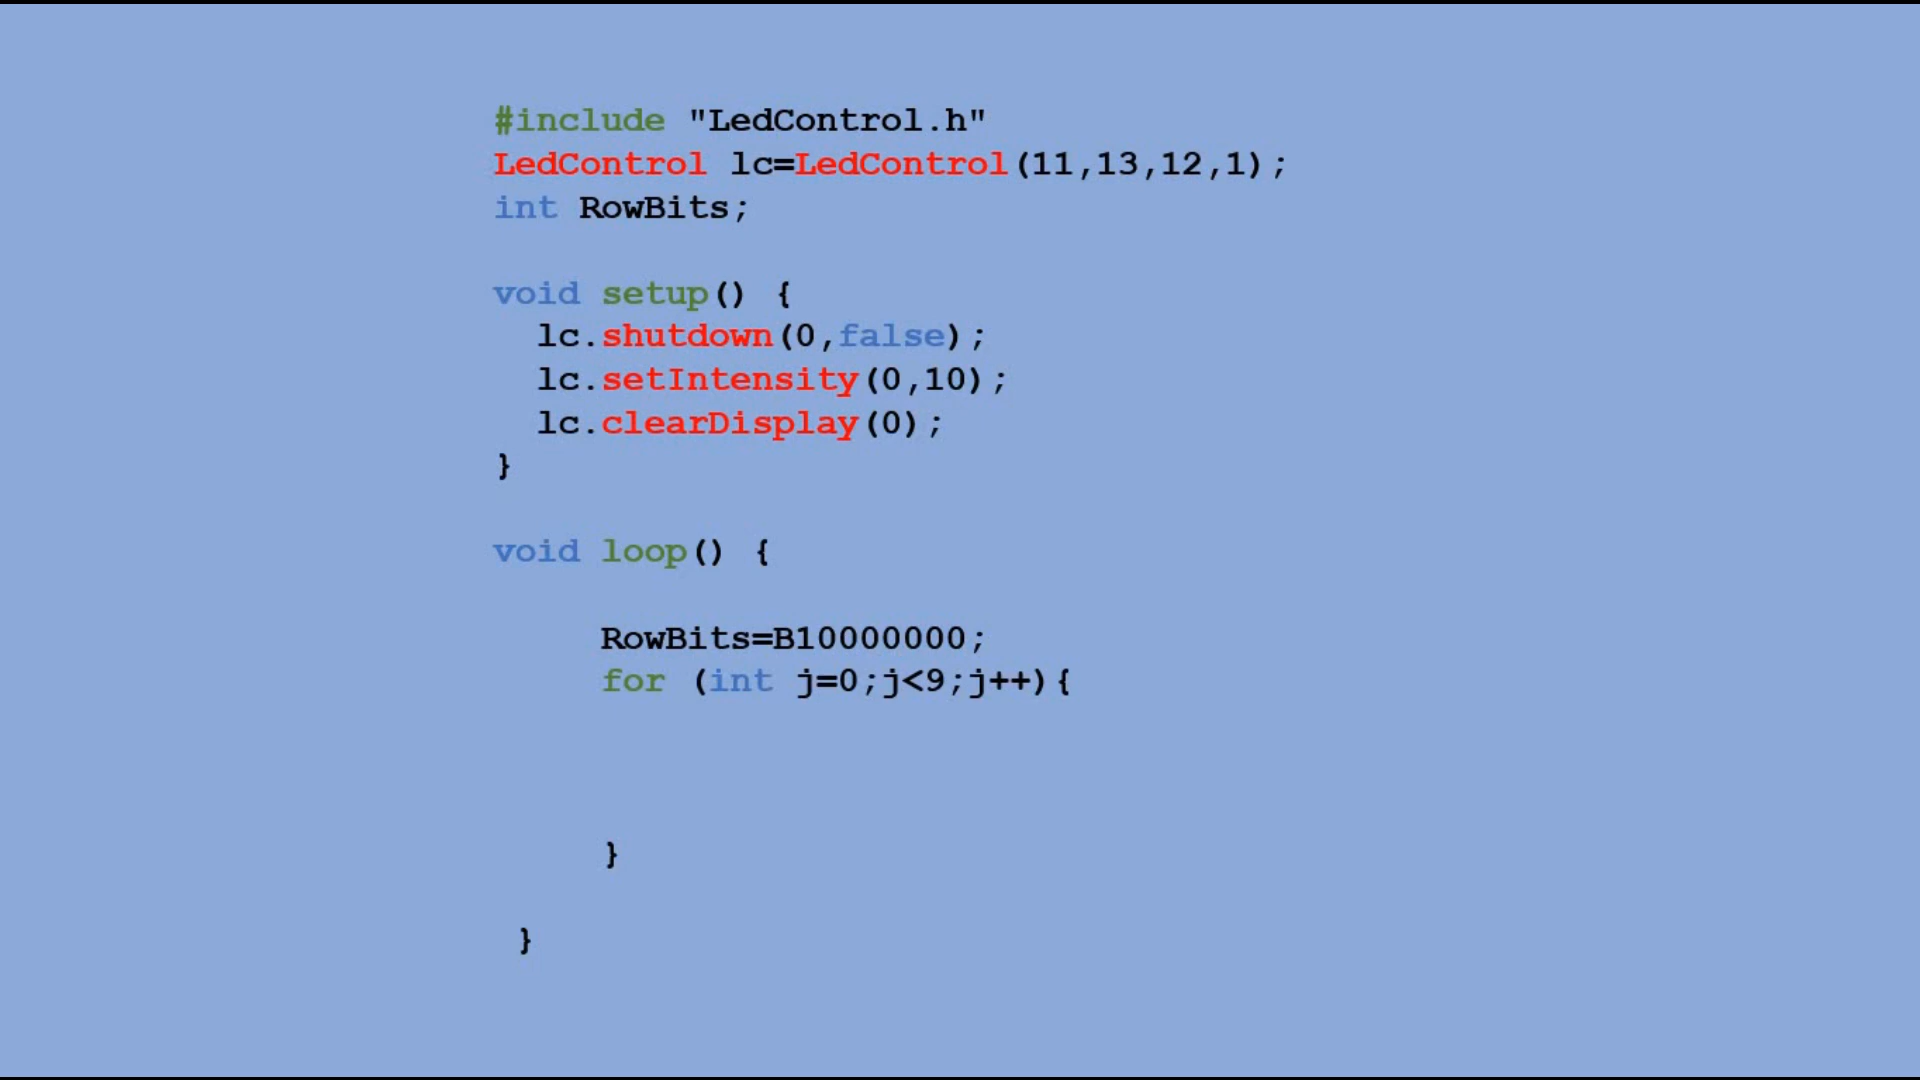 #include "LedControl.h"
LedControl lc=LedControl(11,13,12,1);
int RowBits;
void setup() {
lc.shutdown(0,false);
lc.setIntensity(0,10);
lc.clearDisplay(0);
}
void loop() {
RowBits=B10000000;
for (int j=0;j<9;j++){
}
}